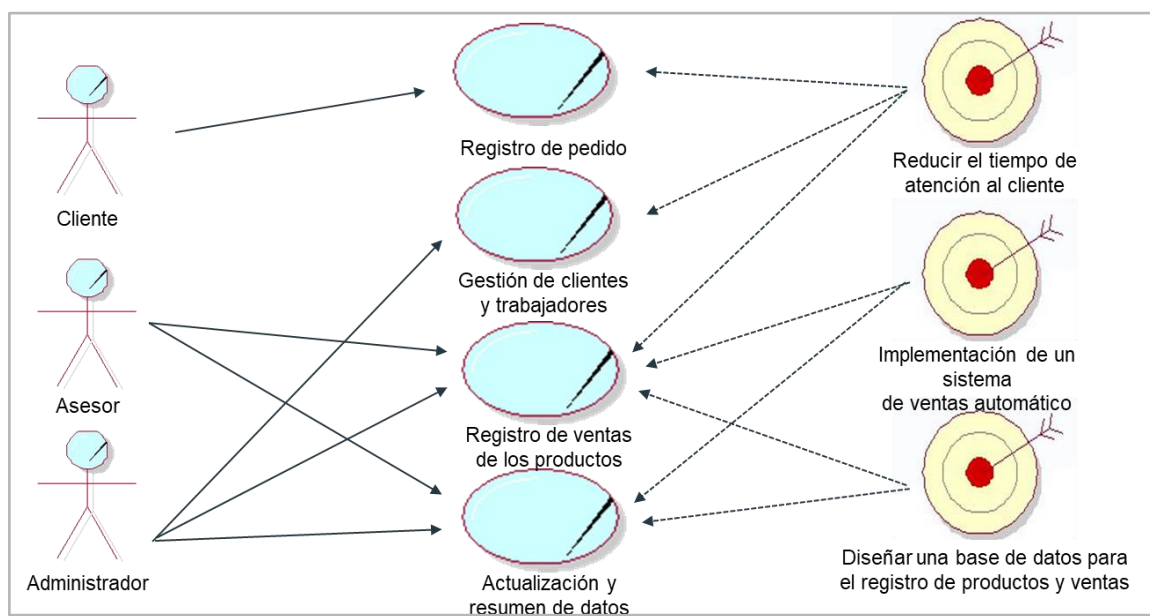 Cliente
Asesor
Administrador
Registro de pedido
Gestión de clientes
y trabajadores
Registro de ventas
de los productos
Actualización y
resumen de datos
Reducir el tiempo de
atención al cliente
Implementación de un
sistema
de ventas automático
Diseñar una base de datos para
el registro de productos y ventas